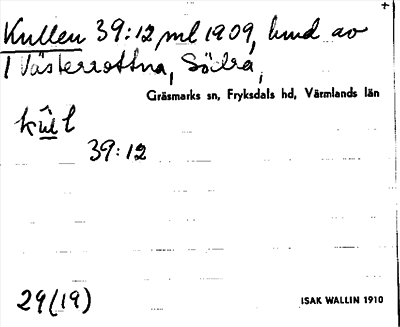 Kullen 39:12 ml 1909, hmd av
1 Västerrottna, Södra,
Gräsmarks sn, Fryksdals hd, Värmlands län
kûl
39:12
29(19)
ISAK WALLIN 1910